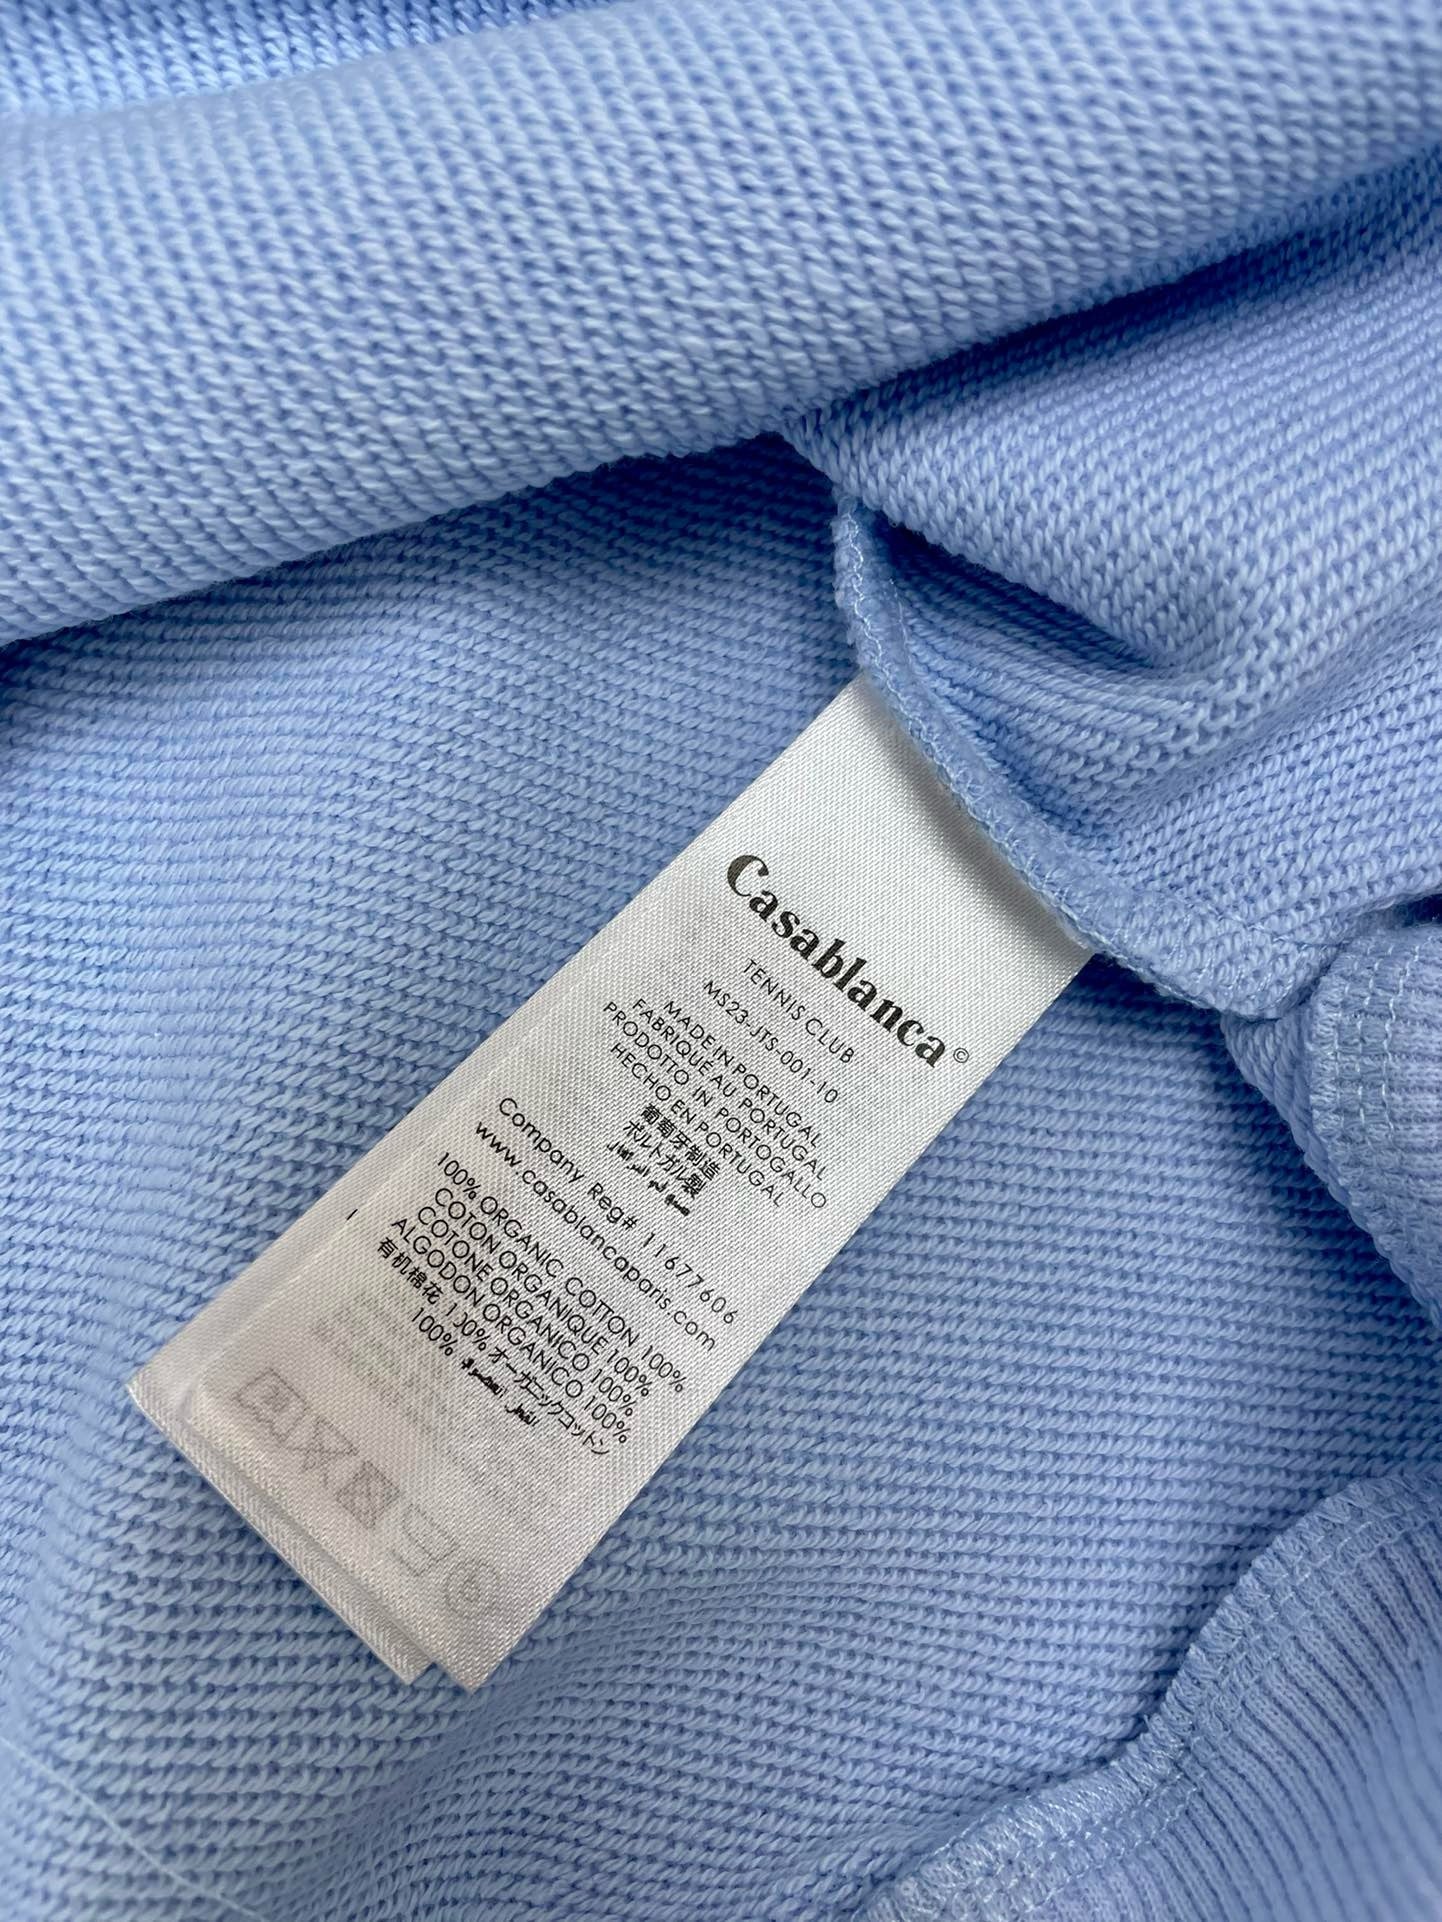 Casablanca©
TENNIS CLUB
MS23-JTS-001-10
MADE IN PORTUGAL
FABRIQUÉ AU PORTUGAL
PRODOTTO IN PORTOGALLO
HECHO EN PORTUGAL
葡萄牙制造
ポルトガル製
Company Reg# 11677606
www.casablancaparis.com
100% ORGANIC COTTON 100%
COTON ORGANIQUE 100%
COTONE ORGANICO 100%
ALGODON ORGANICO 100%
有机棉花 100% オーガニックコットン
100% القطن العضوي